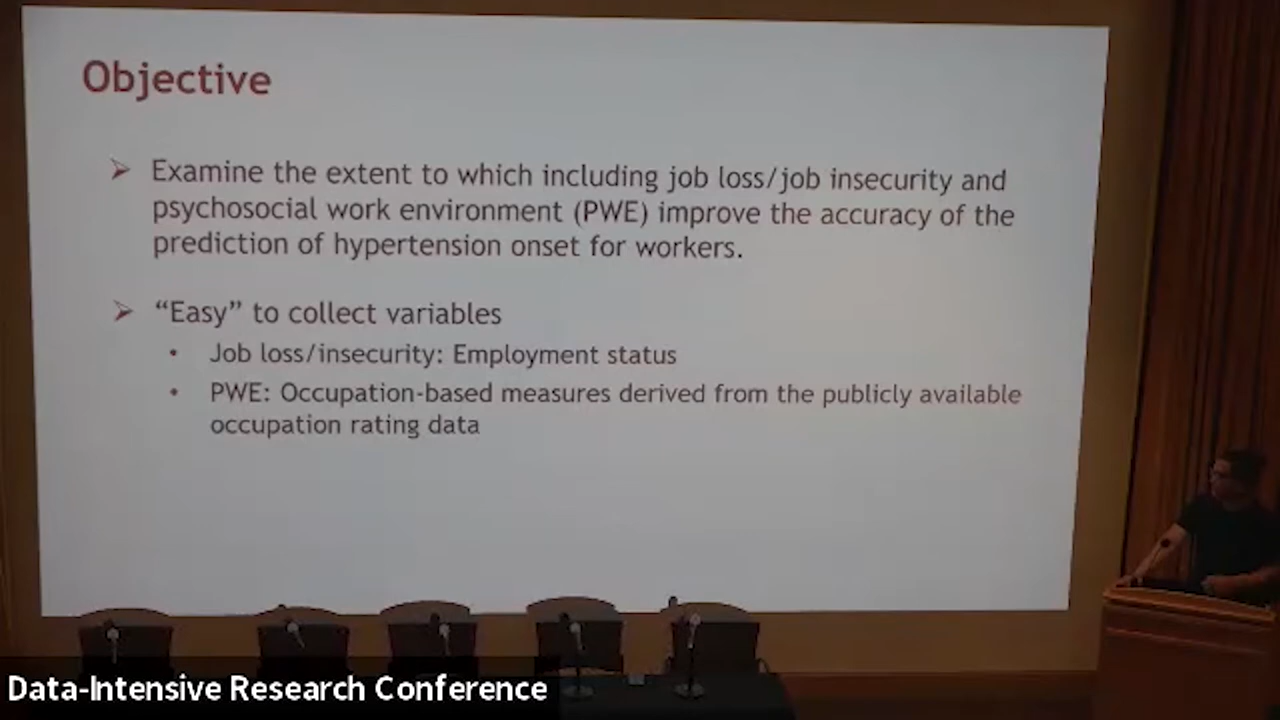 Objective
Examine the extent to which including job loss/job insecurity and
psychosocial work environment (PWE) improve the accuracy of the
prediction of hypertension onset for workers.
“Easy” to collect variables
Job loss/insecurity: Employment status
PWE: Occupation-based measures derived from the publicly available
occupation rating data
Data-Intensive Research Conference